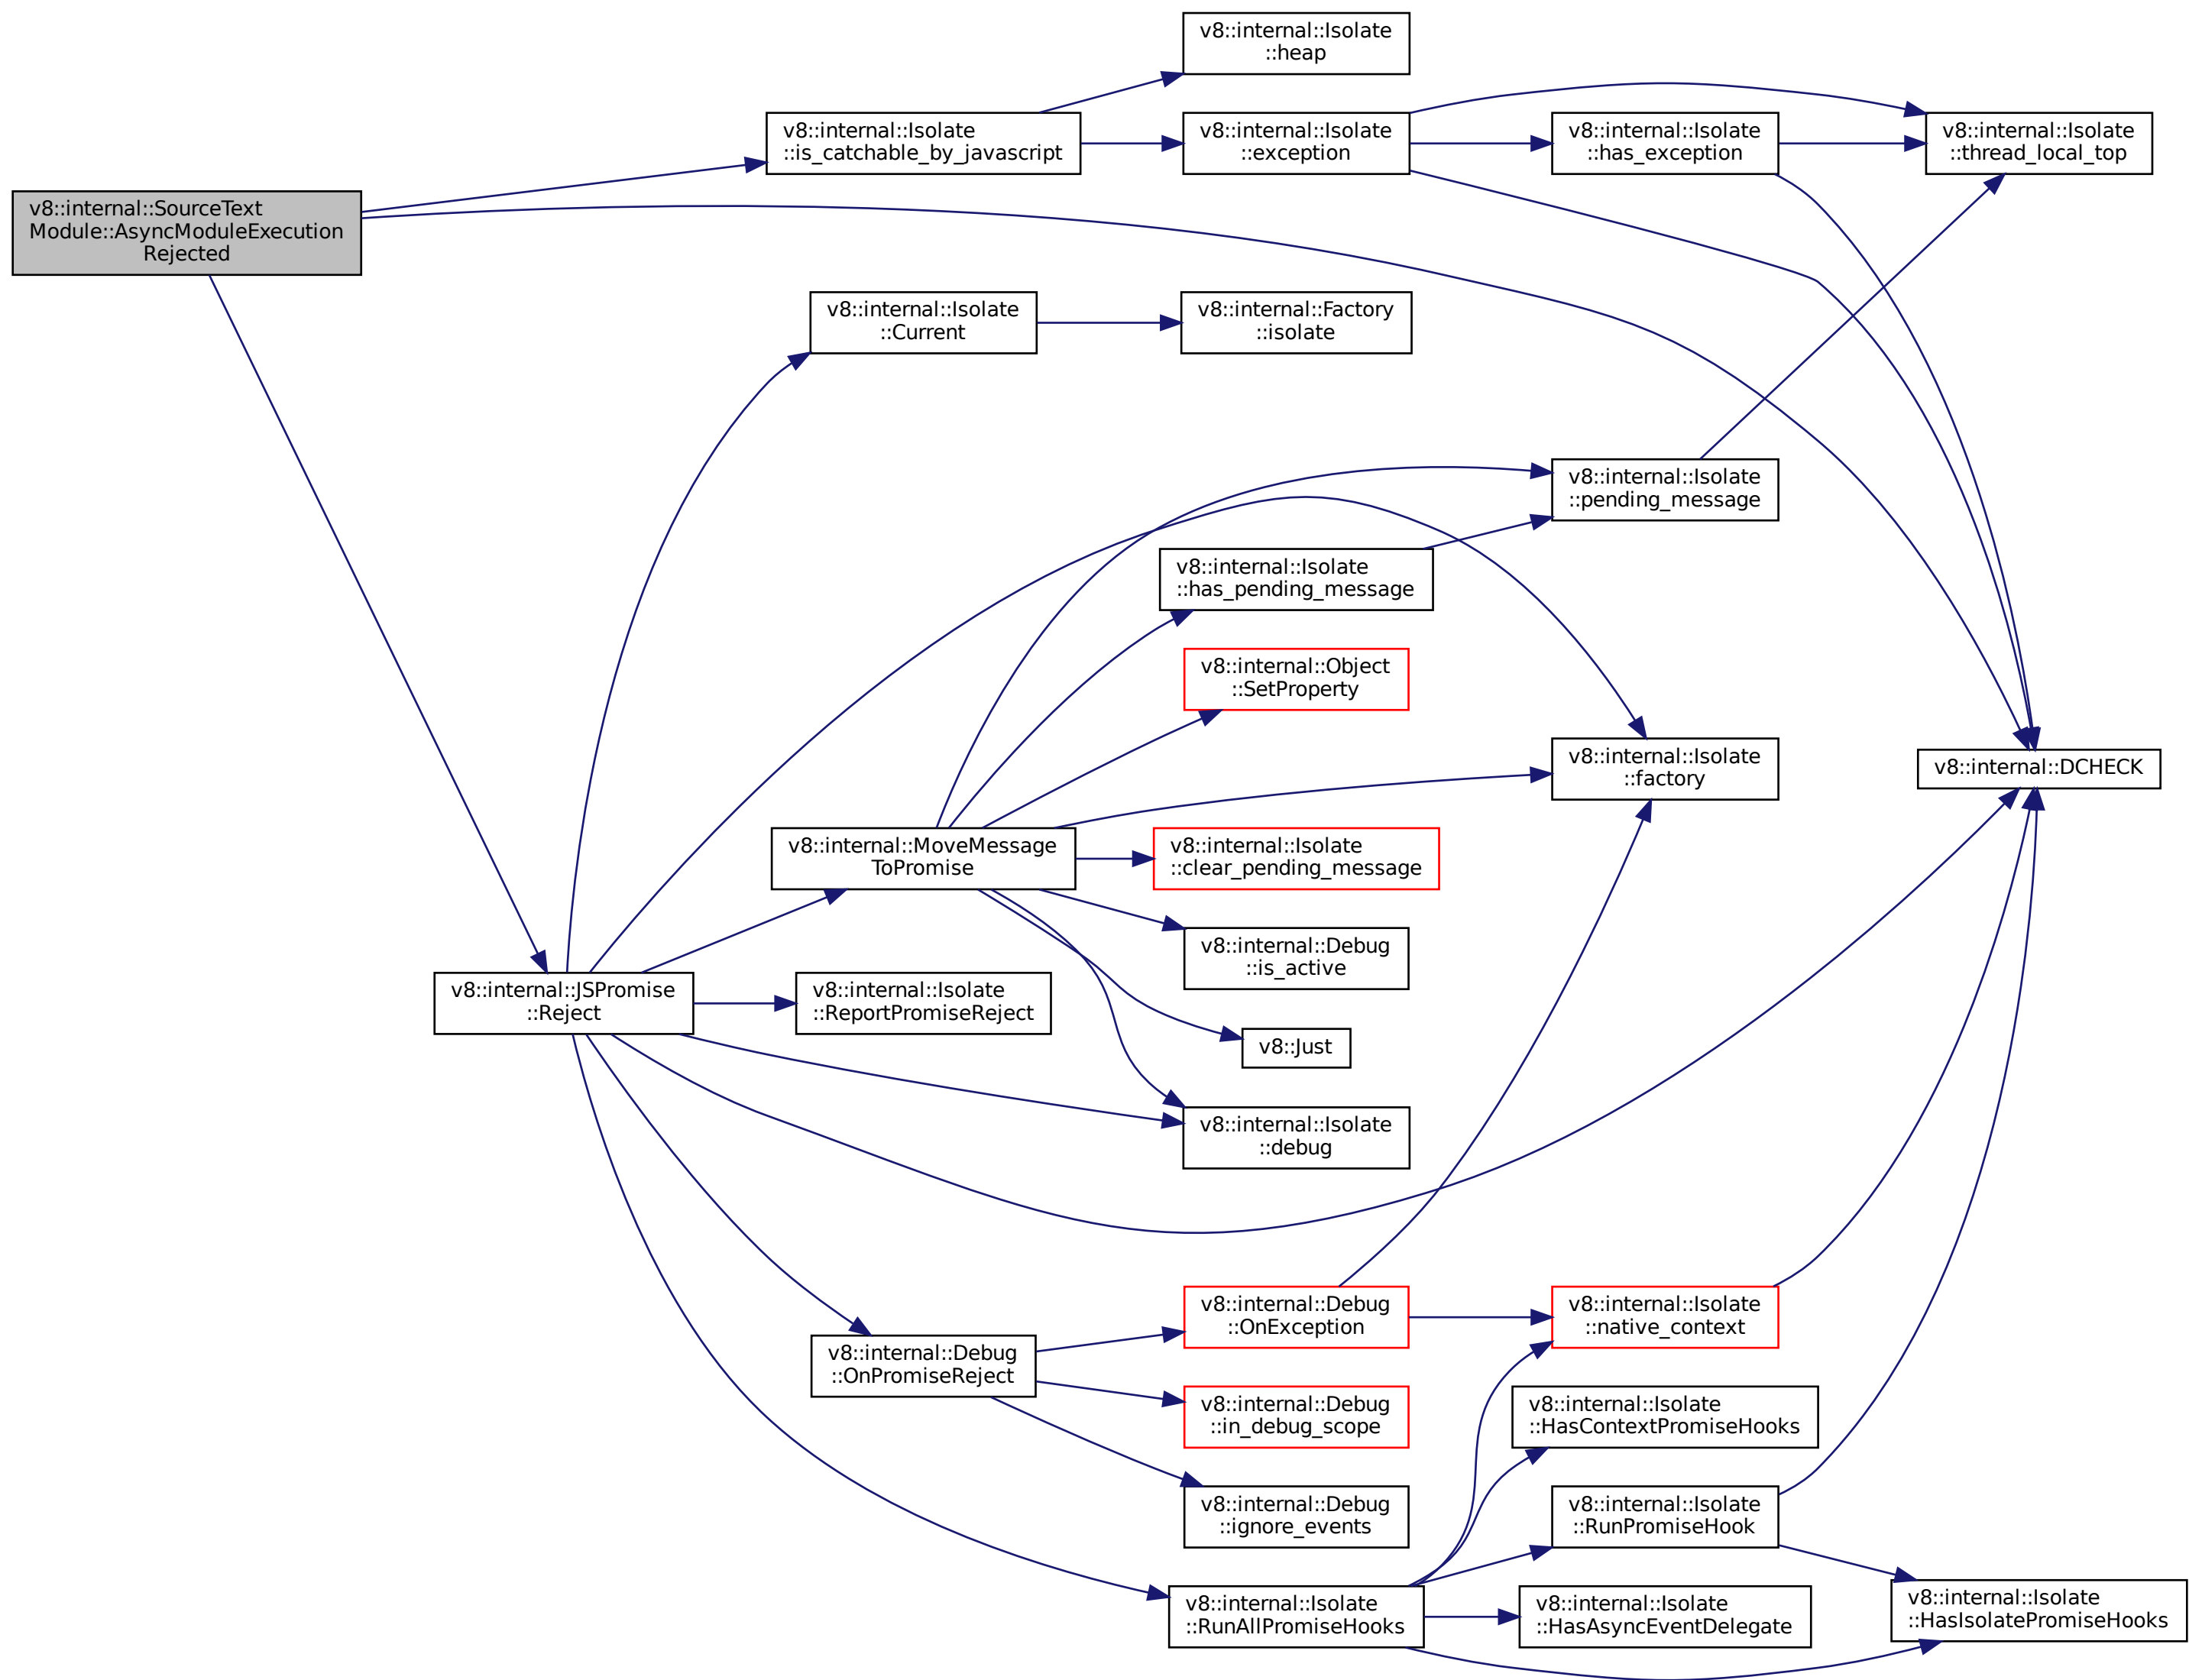 v8::internal::Isolate
::heap
v8::internal::Isolate
::is_catchable_by_javascript
v8::internal::Isolate
::exception
v8::internal::Isolate
::has_exception
v8::internal::Isolate
::thread_local_top
v8::internal::SourceText
Module::AsyncModuleExecution
Rejected
v8::internal::Isolate
::Current
v8::internal::Factory
::isolate
v8::internal::Isolate
::pending_message
v8::internal::Isolate
::has_pending_message
v8::internal::Object
::SetProperty
v8::internal::Isolate
::factory
v8::internal::DCHECK
v8::internal::MoveMessage
ToPromise
v8::internal::Isolate
::clear_pending_message
v8::internal::Debug
::is_active
v8::internal::JSPromise
::Reject
v8::internal::Isolate
::ReportPromiseReject
v8::Just
v8::internal::Isolate
::debug
v8::internal::Debug
::OnException
v8::internal::Isolate
::native_context
v8::internal::Debug
::OnPromiseReject
v8::internal::Debug
::in_debug_scope
v8::internal::Isolate
::HasContextPromiseHooks
v8::internal::Debug
::ignore_events
v8::internal::Isolate
::RunPromiseHook
v8::internal::Isolate
::RunAllPromiseHooks
v8::internal::Isolate
::HasAsyncEventDelegate
v8::internal::Isolate
::HasIsolatePromiseHooks